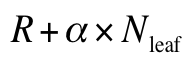 R + α × N_leaf